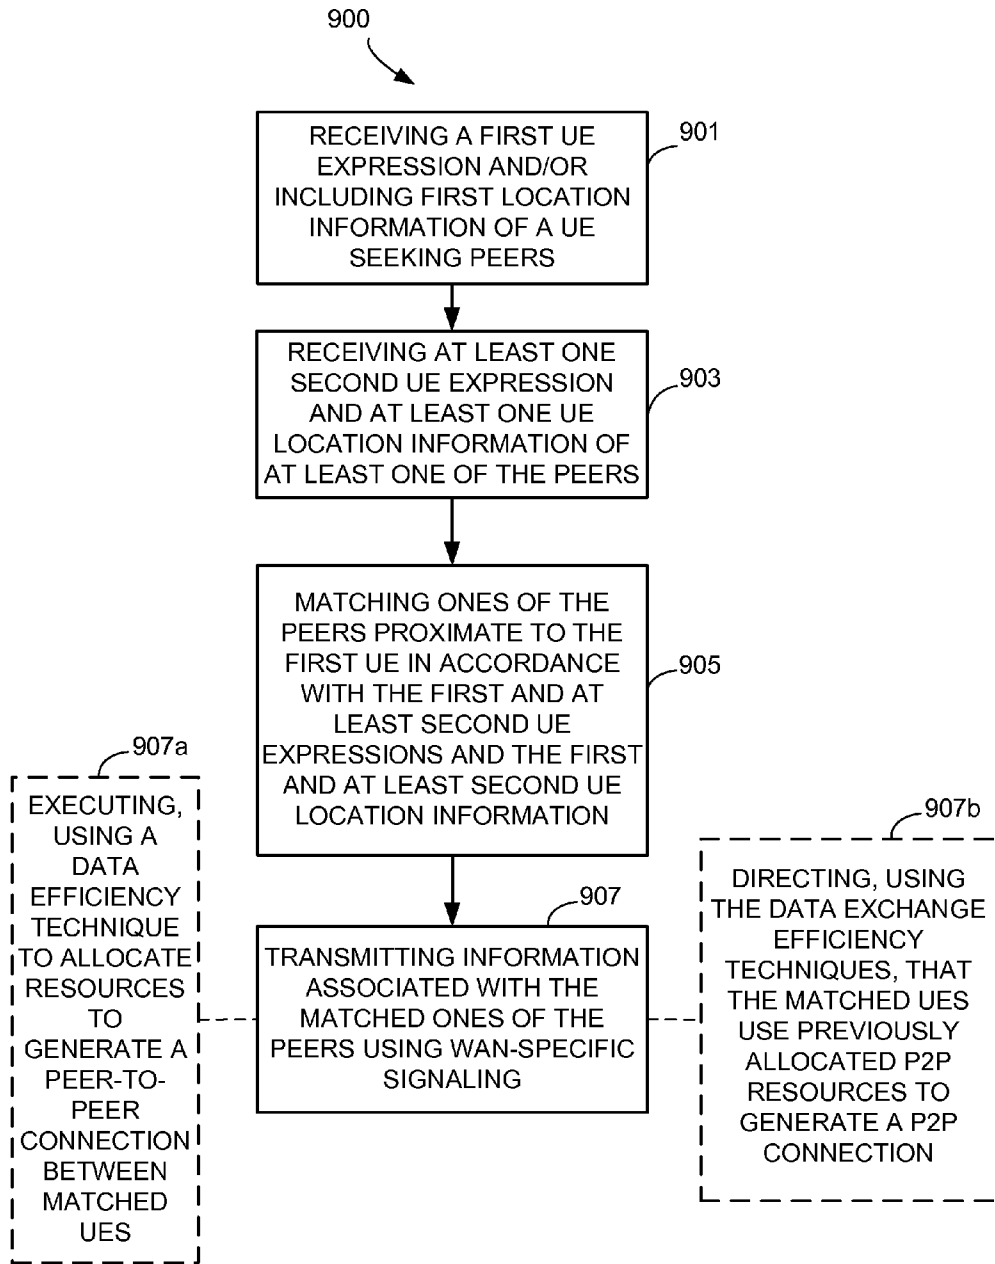 900
901
RECEIVING A FIRST UE
EXPRESSION AND/OR
INCLUDING FIRST LOCATION
INFORMATION OF A UE
SEEKING PEERS
903
RECEIVING AT LEAST ONE
SECOND UE EXPRESSION
AND AT LEAST ONE UE
LOCATION INFORMATION OF
AT LEAST ONE OF THE PEERS
905
MATCHING ONES OF THE
PEERS PROXIMATE TO THE
FIRST UE IN ACCORDANCE
WITH THE FIRST AND AT
LEAST SECOND UE
EXPRESSIONS AND THE FIRST
AND AT LEAST SECOND UE
LOCATION INFORMATION
907a
EXECUTING,
USING A
DATA
EFFICIENCY
TECHNIQUE
TO ALLOCATE
RESOURCES
TO
GENERATE A
PEER-TO-
PEER
CONNECTION
BETWEEN
MATCHED
UES
907
TRANSMITTING INFORMATION
ASSOCIATED WITH THE
MATCHED ONES OF THE
PEERS USING WAN-SPECIFIC
SIGNALING
907b
DIRECTING, USING
THE DATA EXCHANGE
EFFICIENCY
TECHNIQUES, THAT
THE MATCHED UES
USE PREVIOUSLY
ALLOCATED P2P
RESOURCES TO
GENERATE A P2P
CONNECTION